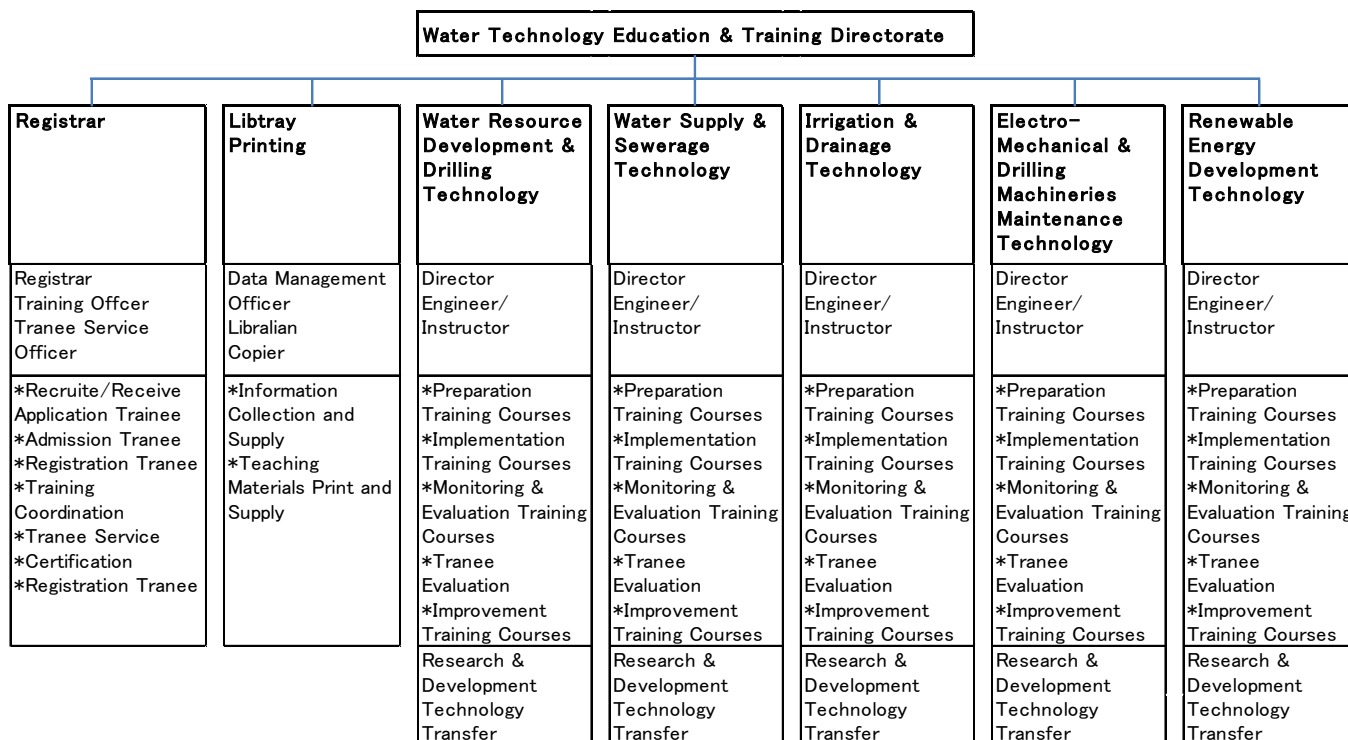 Water Technology Education & Training Directorate
Registrar
Libtray
Printing
Water Resource
Development &
Drilling
Technology
Water Supply &
Sewerage
Technology
Irrigation &
Drainage
Technology
Electro-
Mechanical &
Drilling
Machineries
Maintenance
Technology
Renewable
Energy
Development
Technology
Registrar
Training Offcer
Tranee Service
Officer
Data Management
Officer
Libralian
Copier
Director
Engineer/
Instructor
Director
Engineer/
Instructor
Director
Engineer/
Instructor
Director
Engineer/
Instructor
Director
Engineer/
Instructor
*Recruite/Receive
Application Trainee
*Admission Tranee
*Registration Tranee
*Training
Coordination
*Tranee Service
*Certification
*Registration Tranee
*Information
Collection and
Supply
*Teaching
Materials Print and
Supply
*Preparation
Training Courses
*Implementation
Training Courses
*Monitoring &
Evaluation Training
Courses
*Tranee
Evaluation
*Improvement
Training Courses
*Preparation
Training Courses
*Implementation
Training Courses
*Monitoring &
Evaluation Training
Courses
*Tranee
Evaluation
*Improvement
Training Courses
*Preparation
Training Courses
*Implementation
Training Courses
*Monitoring &
Evaluation Training
Courses
*Tranee
Evaluation
*Improvement
Training Courses
*Preparation
Training Courses
*Implementation
Training Courses
*Monitoring &
Evaluation Training
Courses
*Tranee
Evaluation
*Improvement
Training Courses
*Preparation
Training Courses
*Implementation
Training Courses
*Monitoring &
Evaluation Training
Courses
*Tranee
Evaluation
*Improvement
Training Courses
Research &
Development
Technology
Transfer
Research &
Development
Technology
Transfer
Research &
Development
Technology
Transfer
Research &
Development
Technology
Transfer
Research &
Development
Technology
Transfer